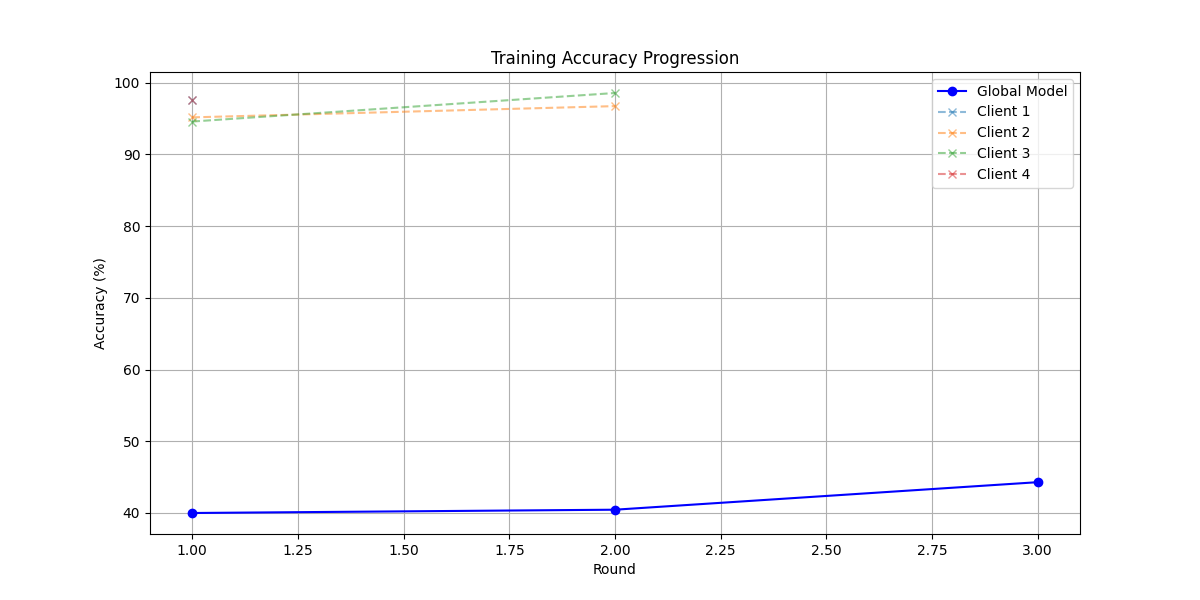 Training Accuracy Progression
100
90
80
70
60
50
40
Accuracy (%)
Global Model
Client 1
Client 2
Client 3
Client 4
1.00 1.25 1.50 1.75 2.00 2.25 2.50 2.75 3.00
Round